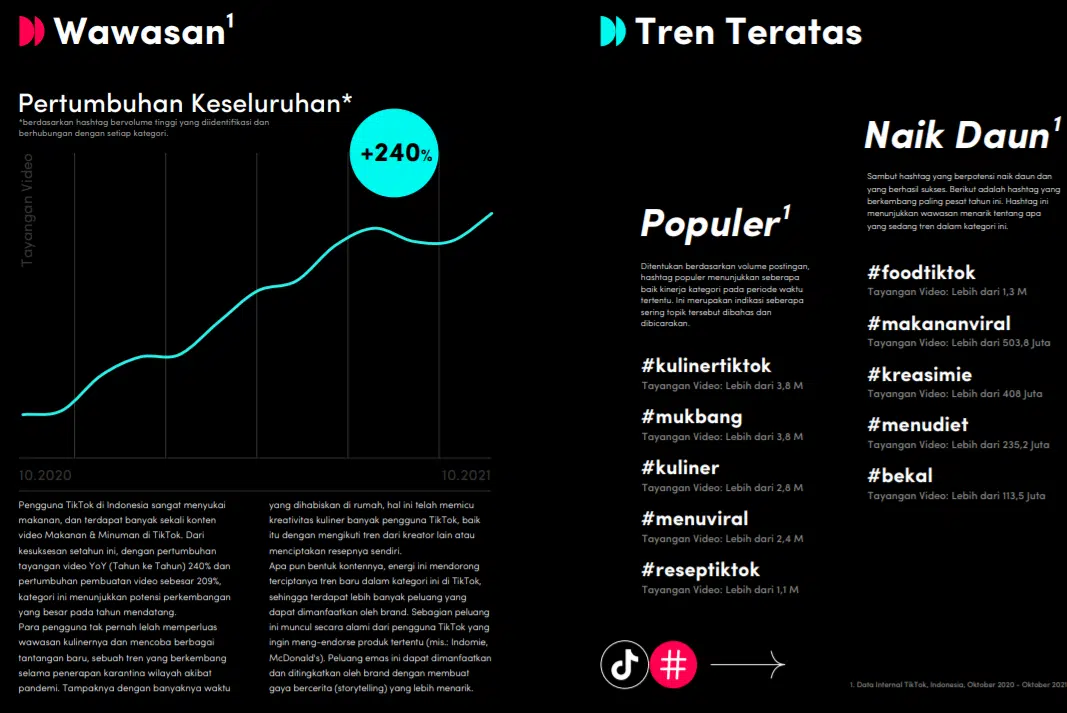 Wawasan¹
Pertumbuhan Keseluruhan*
*berdasarkan hashtag bervolume tinggi yang diidentifikasi dan
berhubungan dengan setiap kategori.
+240%
Tayangan Video
10.2020
10.2021
Pengguna TikTok di Indonesia sangat menyukai
makanan, dan terdapat banyak sekali konten
video Makanan & Minuman di TikTok. Dari
kesuksesan setahun ini, dengan pertumbuhan
tayangan video YoY (Tahun ke Tahun) 240% dan
pertumbuhan pembuatan video sebesar 209%,
kategori ini menunjukkan potensi perkembangan
yang besar pada tahun mendatang.
Para pengguna tak pernah lelah memperluas
wawasan kulinernya dan mencoba berbagai
tantangan baru, sebuah tren yang berkembang
selama penerapan karantina wilayah akibat
pandemi. Tampaknya dengan banyaknya waktu
yang dihabiskan di rumah, hal ini telah memicu
kreativitas kuliner banyak pengguna TikTok, baik
itu dengan mengikuti tren dari kreator lain atau
menciptakan resepnya sendiri.
Apa pun bentuk kontennya, energi ini mendorong
terciptanya tren baru dalam kategori ini di TikTok,
sehingga terdapat lebih banyak peluang yang
dapat dimanfaatkan oleh brand. Sebagian peluang
ini muncul secara alami dari pengguna TikTok yang
ingin meng-endorse produk tertentu (mis.: Indomie,
McDonald's). Peluang emas ini dapat dimanfaatkan
dan ditingkatkan oleh brand dengan membuat
gaya bercerita (storytelling) yang lebih menarik.
Tren Teratas
Populer¹
Ditentukan berdasarkan volume postingan,
hashtag populer menunjukkan seberapa
baik kinerja kategori pada periode waktu
tertentu. Ini merupakan indikasi seberapa
sering topik tersebut dibahas dan
dibicarakan.
#kulinertiktok
Tayangan Video: Lebih dari 3,8 M
#mukbang
Tayangan Video: Lebih dari 3,8 M
#kuliner
Tayangan Video: Lebih dari 2,8 M
#menuviral
Tayangan Video: Lebih dari 2,4 M
#reseptiktok
Tayangan Video: Lebih dari 1,1 M
Naik Daun¹
Sambut hashtag yang berpotensi naik daun dan
yang berhasil sukses. Berikut adalah hashtag yang
berkembang paling pesat tahun ini. Hashtag ini
menunjukkan wawasan menarik tentang apa
yang sedang tren dalam kategori ini.
#foodtiktok
Tayangan Video: Lebih dari 1,3 M
#makananviral
Tayangan Video: Lebih dari 503,8 Juta
#kreasimie
Tayangan Video: Lebih dari 408 Juta
#menudiet
Tayangan Video: Lebih dari 235,2 Juta
#bekal
Tayangan Video: Lebih dari 113,5 Juta
#
1. Data Internal TikTok, Indonesia, Oktober 2020 - Oktober 2021